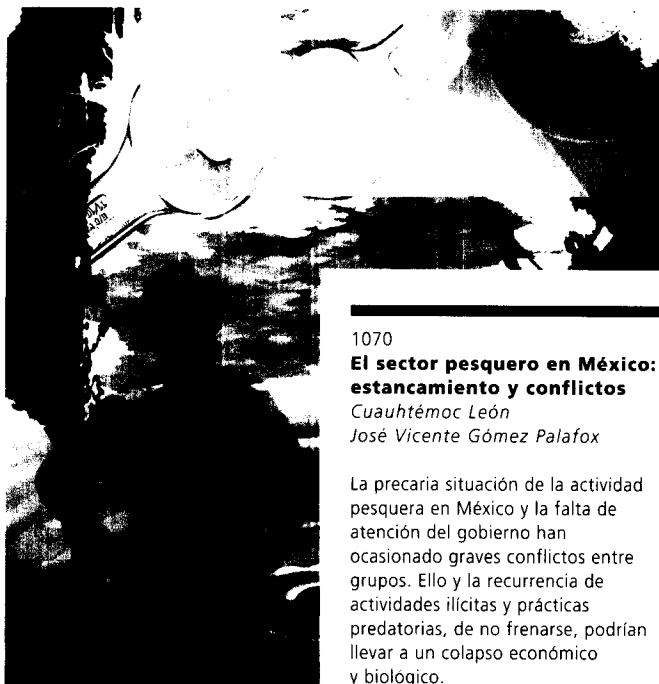 1070
El sector pesquero en México:
estancamiento y conflictos
Cuauhtémoc León
José Vicente Gómez Palafox
La precaria situación de la actividad
pesquera en México y la falta de
atención del gobierno han
ocasionado graves conflictos entre
grupos. Ello y la recurrencia de
actividades ilícitas y prácticas
predatorias, de no frenarse, podrían
llevar a un colapso económico
y biológico.